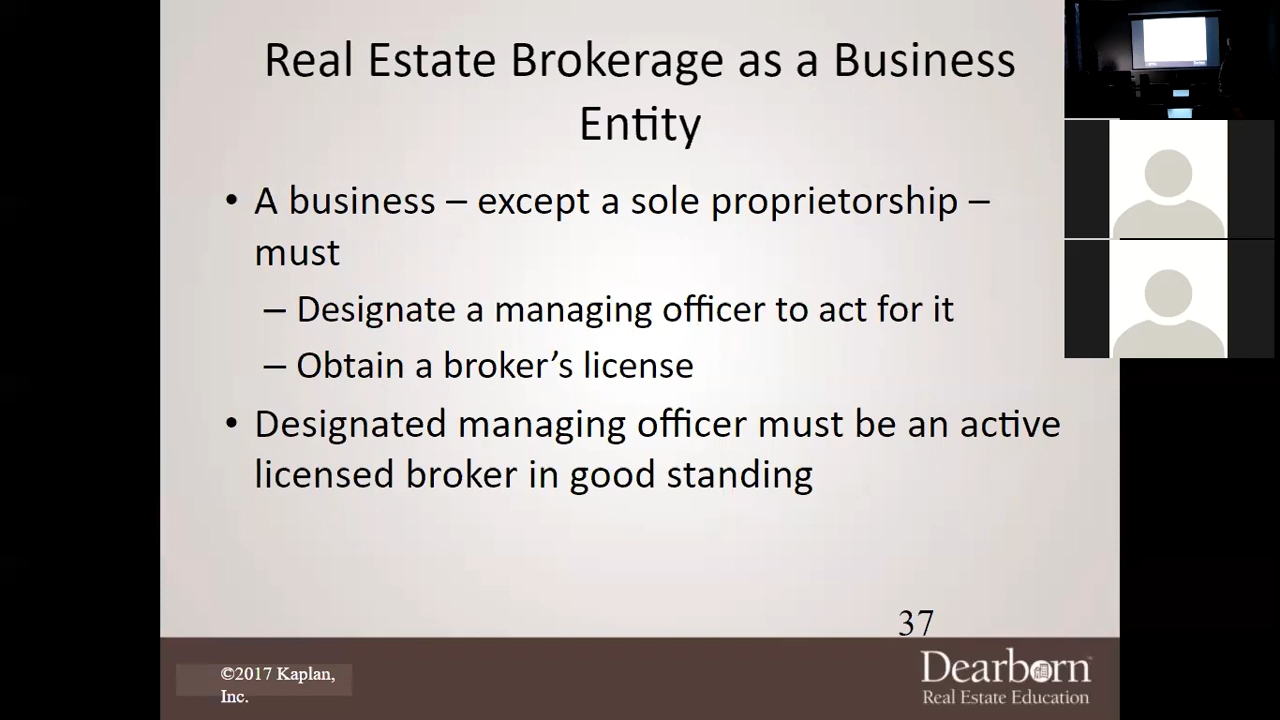 Real Estate Brokerage as a Business
Entity
• A business – except a sole proprietorship –
must
– Designate a managing officer to act for it
– Obtain a broker’s license
• Designated managing officer must be an active
licensed broker in good standing
37
©2017 Kaplan,
Inc.
Dearborn
Real Estate Education